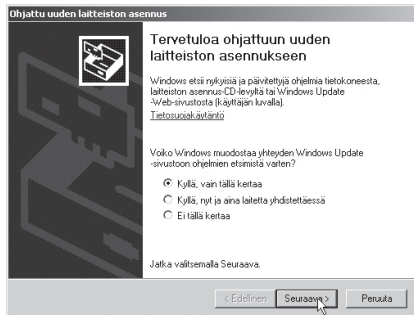 Ohjattu uuden laitteiston asennus
Tervetuloa ohjattuun uuden
laitteiston asennukseen
Windows etsii nykyisiä ja päivitettyjä ohjelmia tietokoneesta,
laitteiston asennus-CD-levyltä tai Windows Update
-Web-sivustosta (käyttäjän luvalla).
Tietosuojakäytäntö
Voiko Windows muodostaa yhteyden Windows Update
-sivustoon ohjelmien etsimistä varten?
Kyllä, vain tällä kertaa
Kyllä, nyt ja aina laitetta yhdistettäessä
Ei tällä kertaa
Jatka valitsemalla Seuraava.
< Edellinen Seuraava > Peruuta